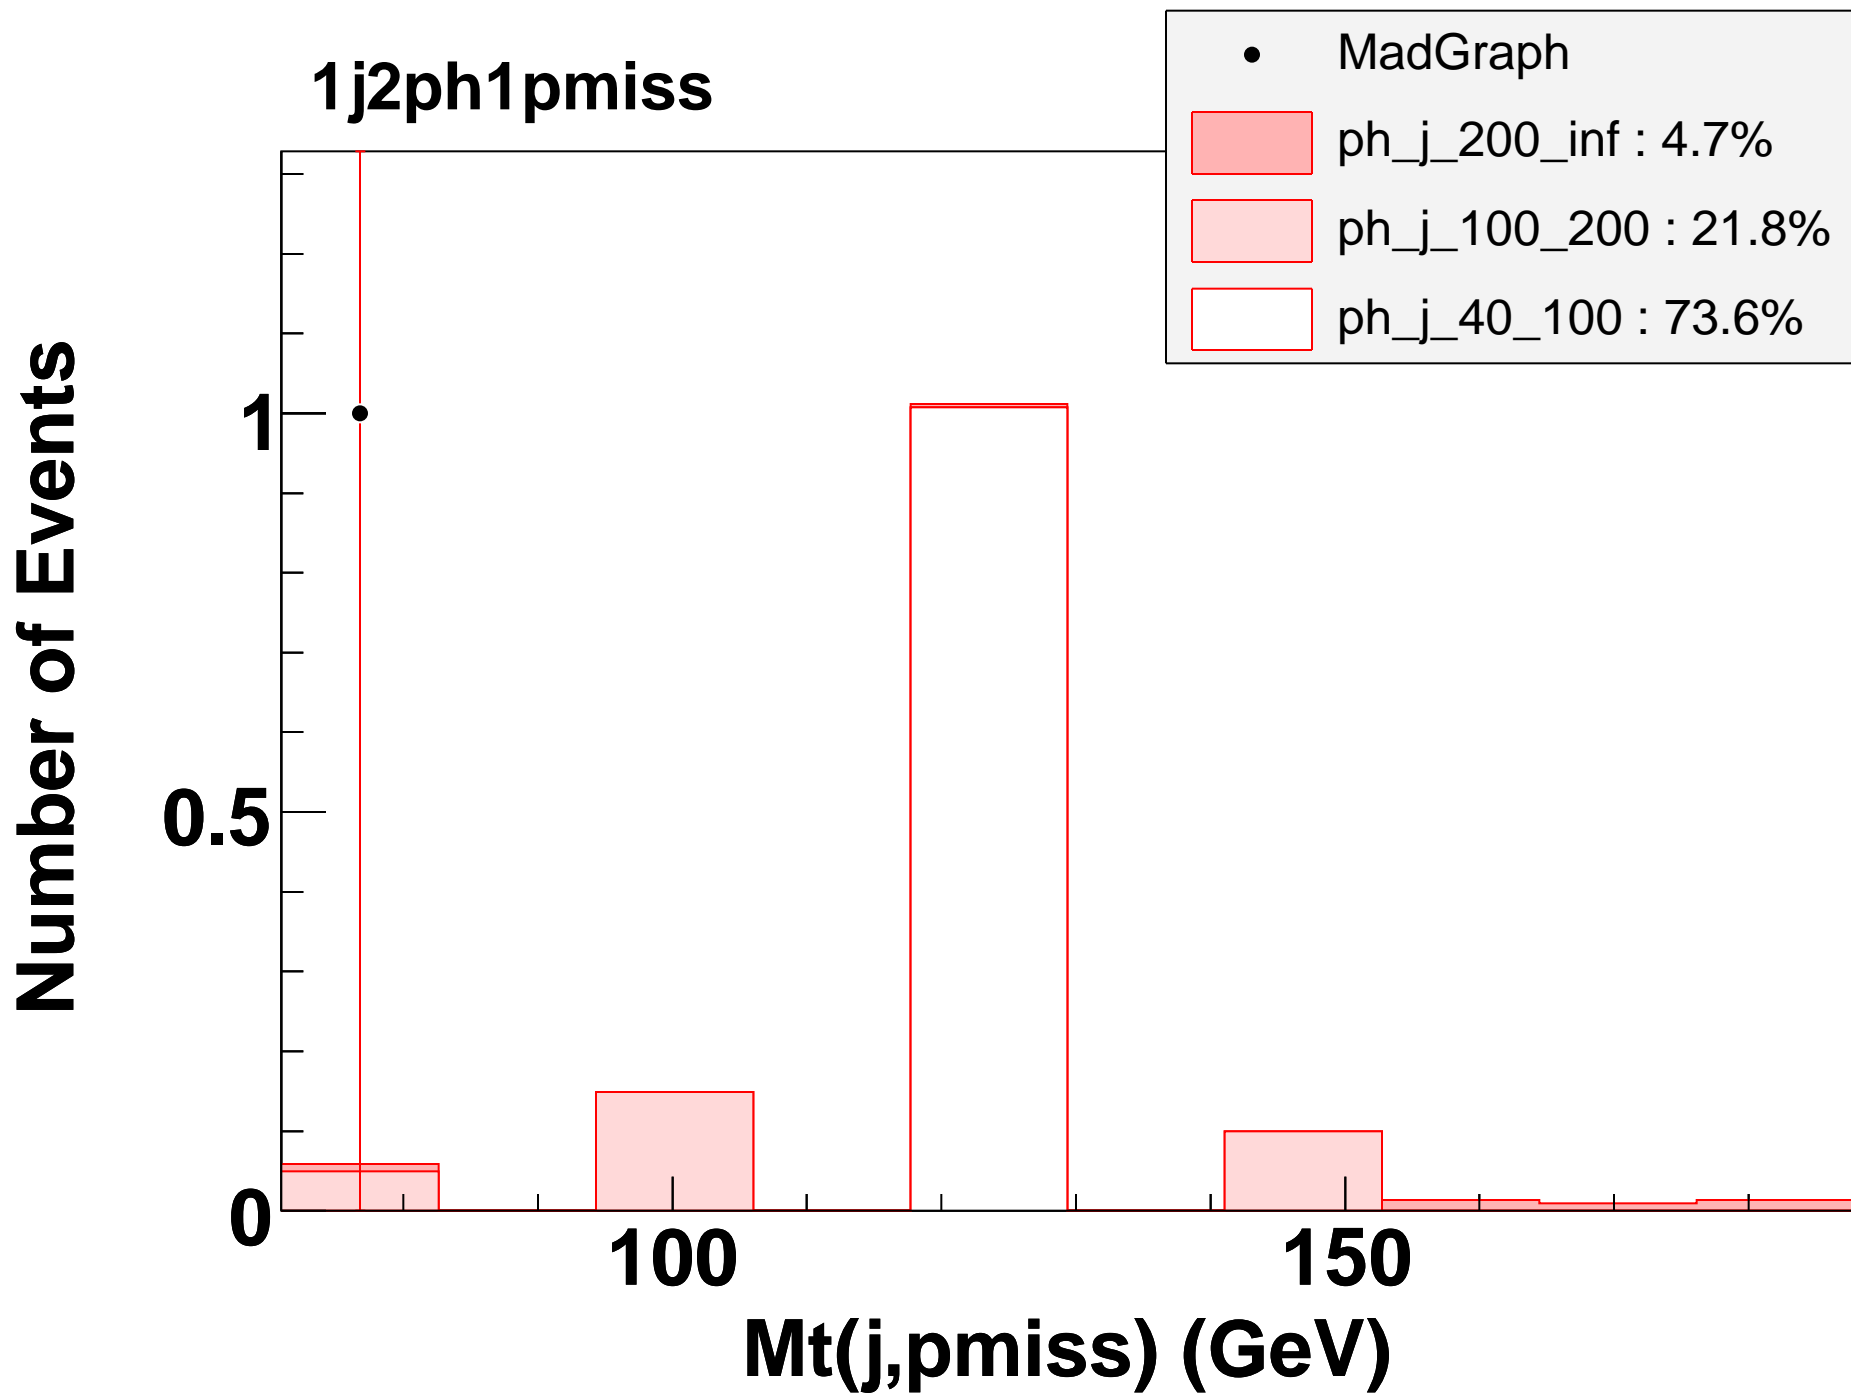 1j2ph1pmiss
MadGraph
ph_j_200_inf : 4.7%
ph_j_100_200 : 21.8%
ph_j_40_100 : 73.6%
Number of Events
1
0.5
0
100
150
Mt(j,pmiss) (GeV)